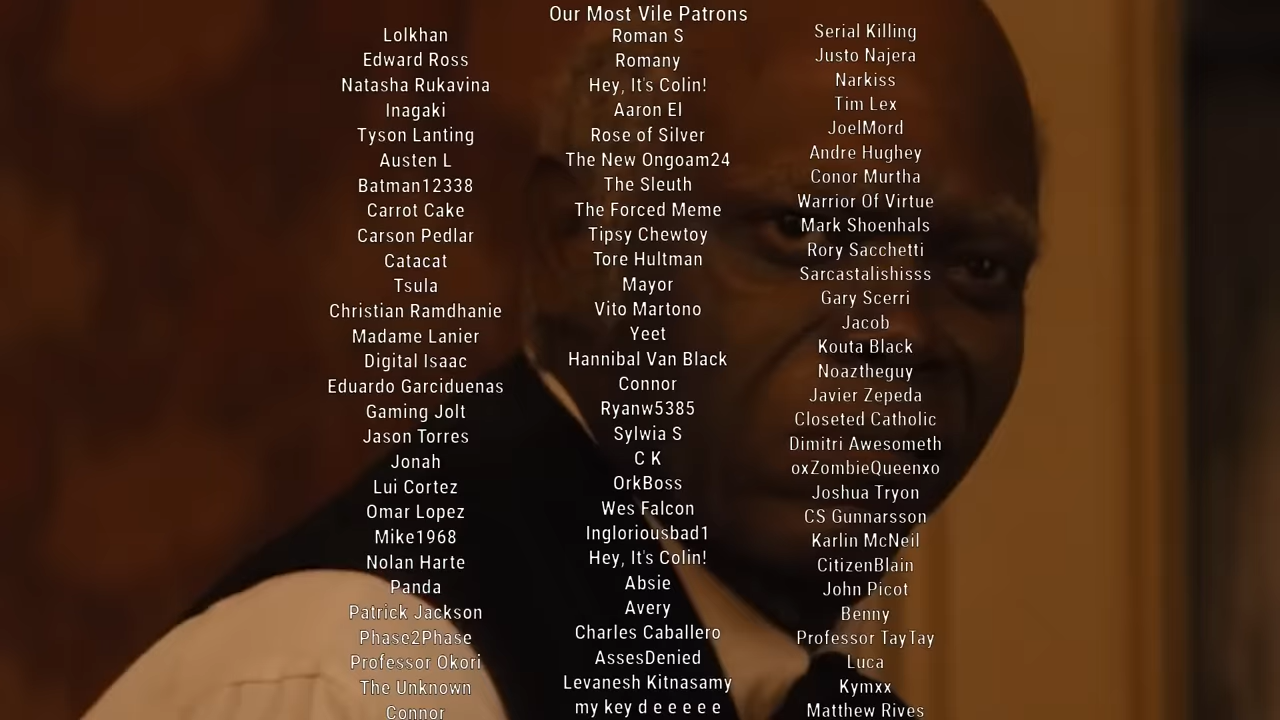 Our Most Vile Patrons
Lolkhan
Edward Ross
Natasha Rukavina
Inagaki
Tyson Lanting
Austen L
Batman12338
Carrot Cake
Carson Pedlar
Catacat
Tsula
Christian Ramdhanie
Madame Lanier
Digital Isaac
Eduardo Garciduenas
Gaming Jolt
Jason Torres
Jonah
Lui Cortez
Omar Lopez
Mike1968
Nolan Harte
Panda
Patrick Jackson
Phase2Phase
Professor Okori
The Unknown
Connor
Roman S
Romany
Hey, It's Colin!
Aaron El
Rose of Silver
The New Ongoam24
The Sleuth
The Forced Meme
Tipsy Chewtoy
Tore Hultman
Mayor
Vito Martono
Yeet
Hannibal Van Black
Connor
Ryanw5385
Sylwia S
C K
OrkBoss
Wes Falcon
Ingloriousbad1
Hey, It's Colin!
Absie
Avery
Charles Caballero
AssesDenied
Levanesh Kitnasamy
my key d e e e e e
Serial Killing
Justo Najera
Narkiss
Tim Lex
JoelMord
Andre Hughey
Conor Murtha
Warrior Of Virtue
Mark Shoenhals
Rory Sacchetti
Sarcastalishisss
Gary Scerri
Jacob
Kouta Black
Noaztheguy
Javier Zepeda
Closeted Catholic
Dimitri Awesometh
oxZombieQueenxo
Joshua Tryon
CS Gunnarsson
Karlin McNeil
CitizenBlain
John Picot
Benny
Professor TayTay
Luca
Kymxx
Matthew Rives